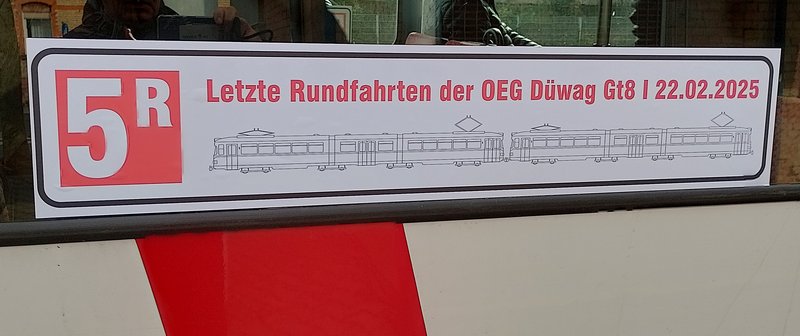 5R
Letzte Rundfahrten der OEG Düwag Gt8 I 22.02.2025